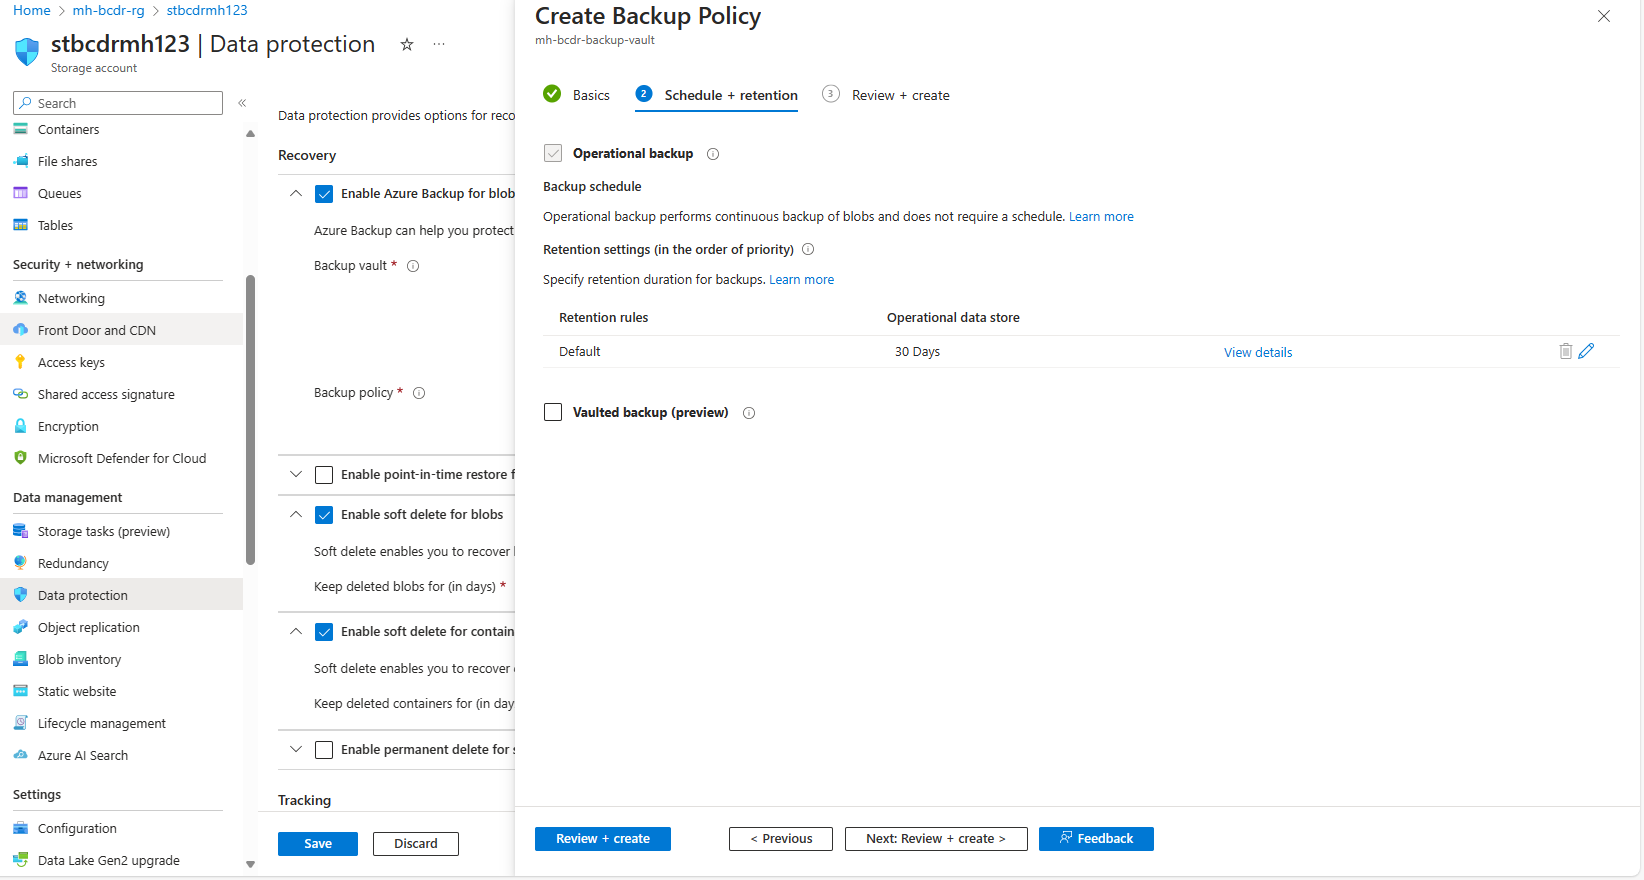 Home > mh-bcdr-rg > stbcdrmh123
stbcdrmh123 | Data protection
Storage account
Search
Containers
File shares
Queues
Tables
Security + networking
Networking
Front Door and CDN
Access keys
Shared access signature
Encryption
Microsoft Defender for Cloud
Data management
Storage tasks (preview)
Redundancy
Data protection
Object replication
Blob inventory
Static website
Lifecycle management
Azure AI Search
Settings
Configuration
Data Lake Gen2 upgrade
Data protection provides options for reco
Recovery
Enable Azure Backup for blob
Azure Backup can help you protect
Backup vault *
Backup policy *
Enable point-in-time restore f
Enable soft delete for blobs
Soft delete enables you to recover
Keep deleted blobs for (in days) *
Enable soft delete for contain
Soft delete enables you to recover
Keep deleted containers for (in day
Enable permanent delete for s
Tracking
Save
Discard
Create Backup Policy
mh-bcdr-backup-vault
Basics
2 Schedule + retention
3 Review + create
Operational backup
Backup schedule
Operational backup performs continuous backup of blobs and does not require a schedule. Learn more
Retention settings (in the order of priority)
Specify retention duration for backups. Learn more
Retention rules Operational data store
Default 30 Days View details
Vaulted backup (preview)
Review + create
< Previous
Next: Review + create >
Feedback